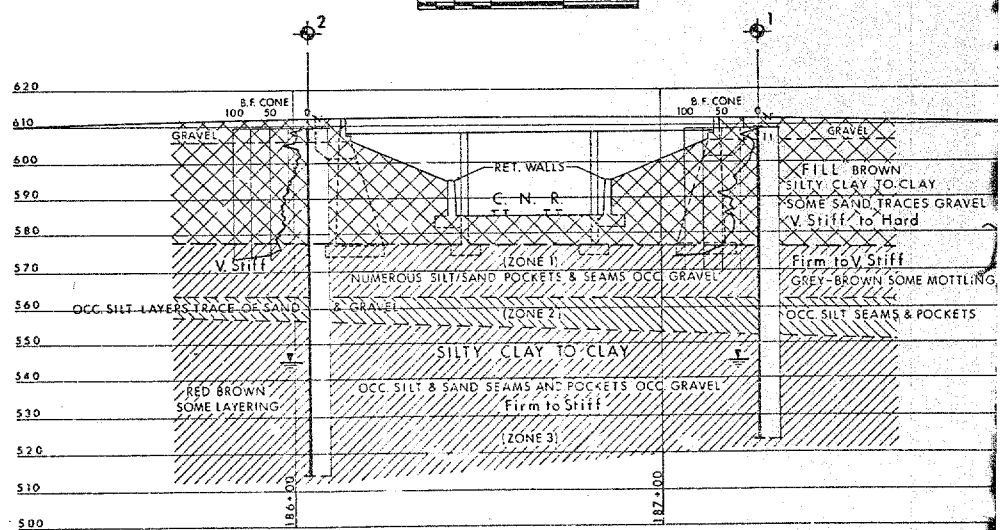 2
1
620
B.F. CONE
100 50 0
B.F. CONE
100 50 0
610
GRAVEL
GRAVEL
600
RET. WALLS
FILL BROWN
SILTY CLAY TO CLAY
590
C. N. R.
SOME SAND TRACES GRAVEL
V. Stiff to Hard
580
V. Stiff
(ZONE 1)
Firm to V. Stiff
570
NUMEROUS SILT/SAND POCKETS & SEAMS OCC. GRAVEL
GREY-BROWN SOME MOTTLING
560
OCC. SILT LAYERS TRACE OF SAND & GRAVEL
(ZONE 2)
OCC. SILT SEAMS & POCKETS
550
SILTY CLAY TO CLAY
540
RED BROWN
SOME LAYERING
OCC. SILT & SAND SEAMS AND POCKETS OCC. GRAVEL
Firm to Stiff
530
(ZONE 3)
520
510
186+00
187+00
500